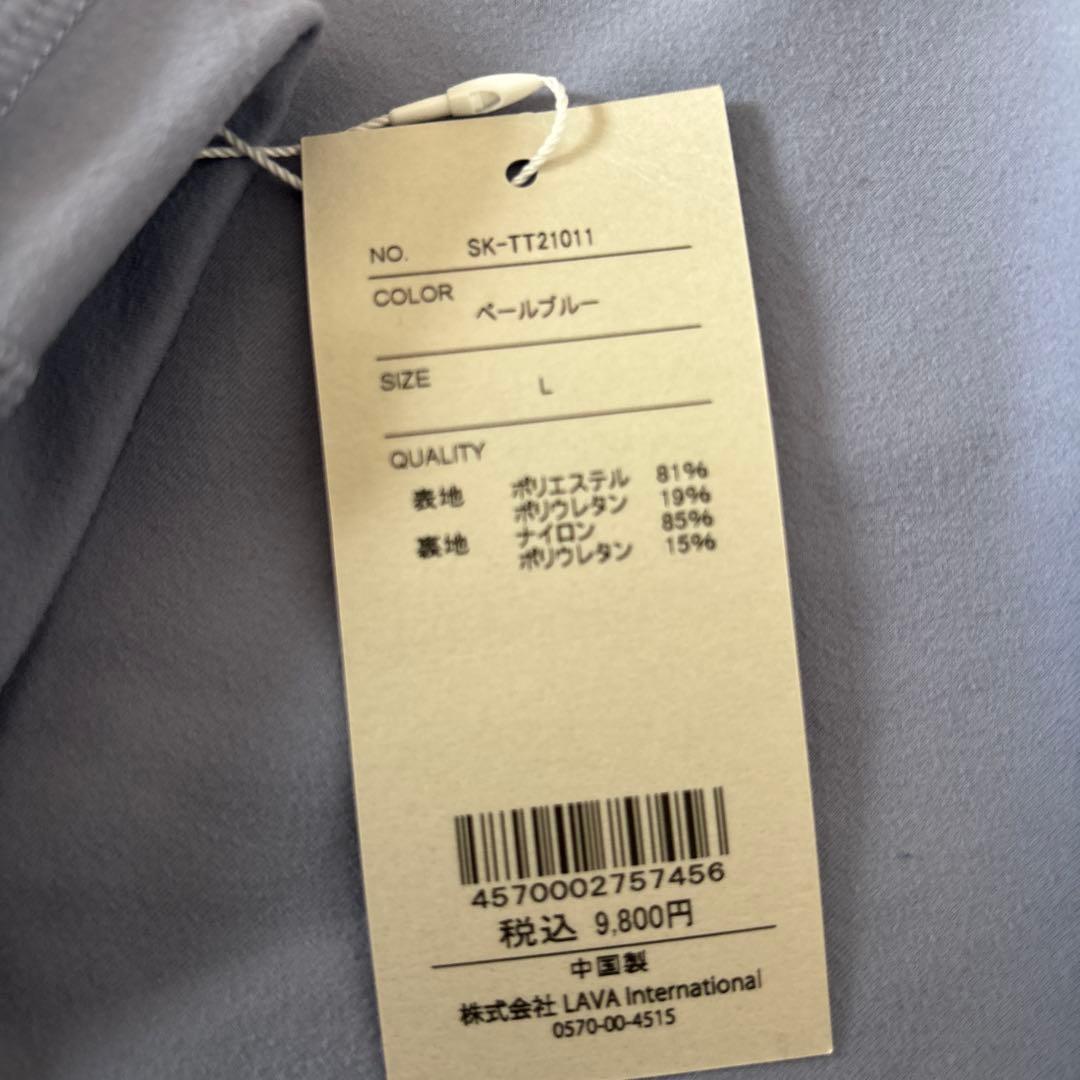 NO. SK-TT21011
COLOR ペールブルー
SIZE L
QUALITY
表地 ポリエステル 81%
ポリウレタン 19%
裏地 ナイロン 85%
ポリウレタン 15%
4570002757456
税込 9,800円
中国製
株式会社 LAVA International
0570-00-4515